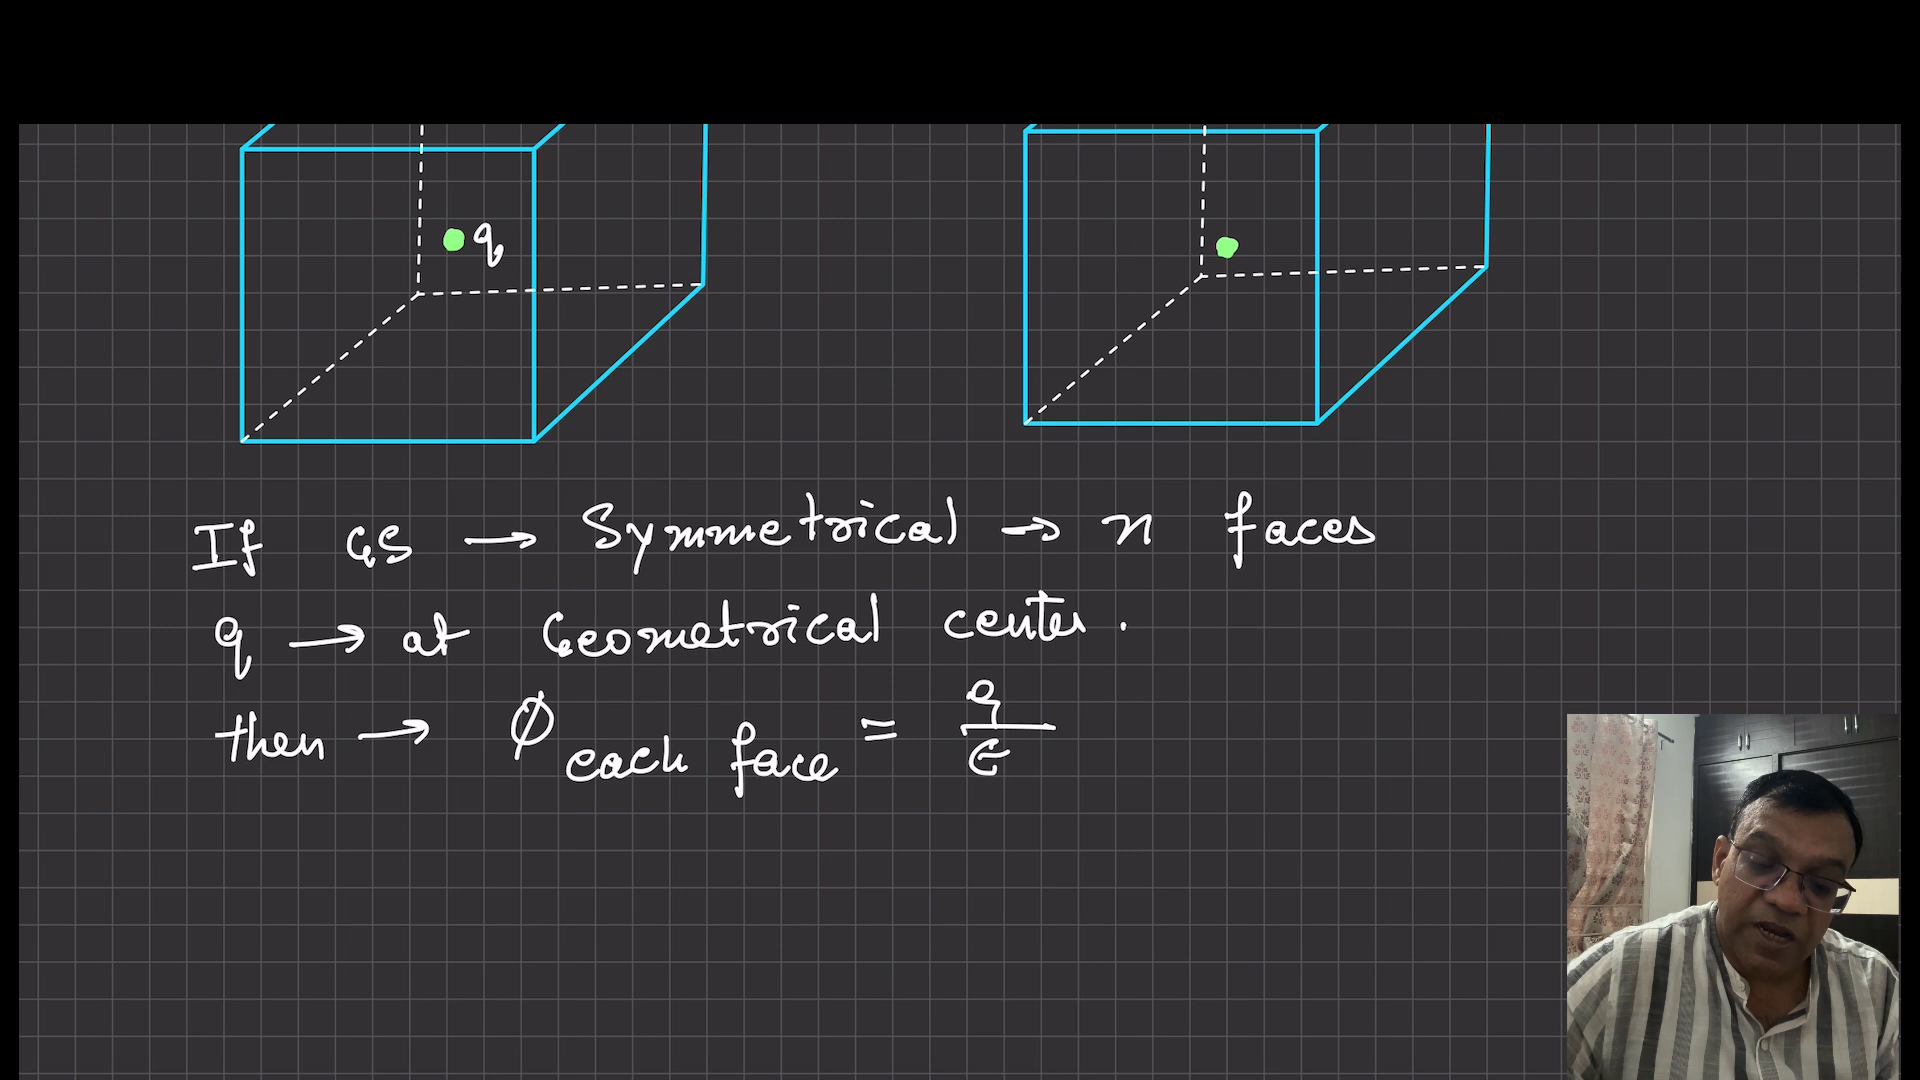 q
If GS → Symmetrical → n faces
q → at Geometrical center.
then → φ each face = q/ε